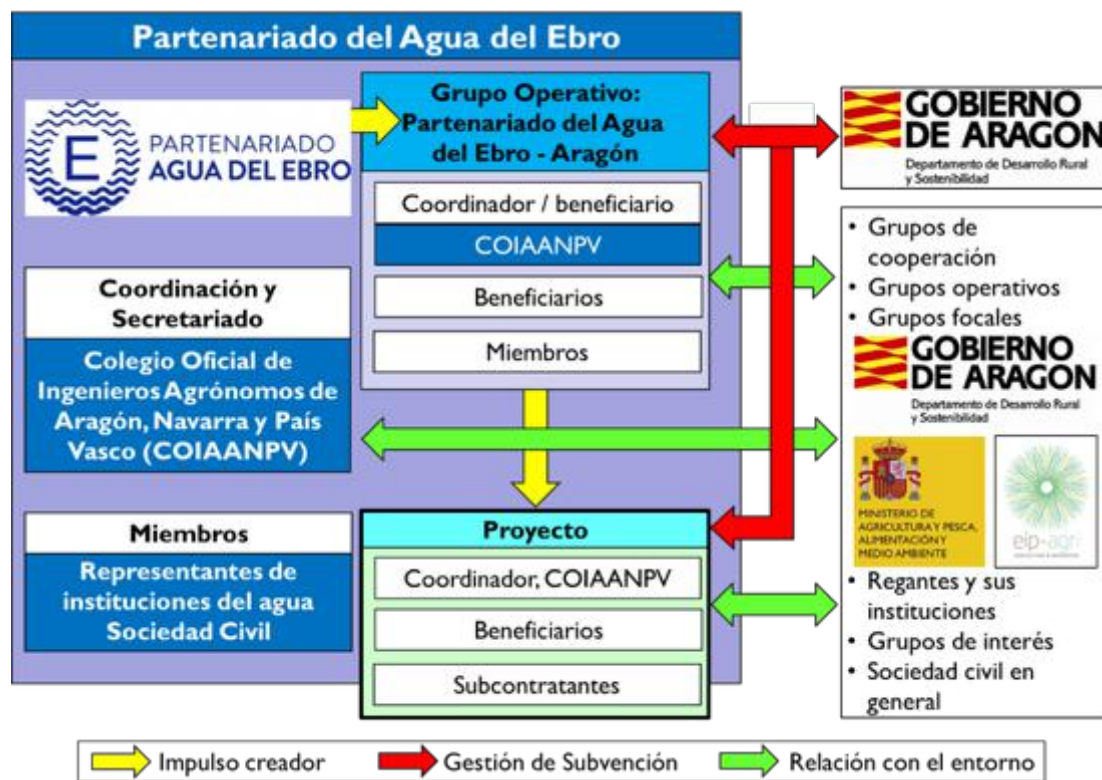 Partenariado del Agua del Ebro
E
PARTENARIADO
AGUA DEL EBRO
Grupo Operativo:
Partenariado del Agua
del Ebro - Aragón
Coordinador / beneficiario
COIAANPV
Beneficiarios
Miembros
Coordinación y
Secretariado
Colegio Oficial de
Ingenieros Agrónomos de
Aragón, Navarra y País
Vasco (COIAANPV)
Miembros
Representantes de
instituciones del agua
Sociedad Civil
Proyecto
Coordinador, COIAANPV
Beneficiarios
Subcontratantes
GOBIERNO
DE ARAGON
Departamento de Desarrollo Rural
y Sostenibilidad
• Grupos de
cooperación
• Grupos operativos
• Grupos focales
GOBIERNO
DE ARAGON
Departamento de Desarrollo Rural
y Sostenibilidad
MINISTERIO DE
AGRICULTURA Y PESCA,
ALIMENTACIÓN Y
MEDIO AMBIENTE
eip-agri
• Regantes y sus
instituciones
• Grupos de interés
• Sociedad civil en
general
Impulso creador
Gestión de Subvención
Relación con el entorno